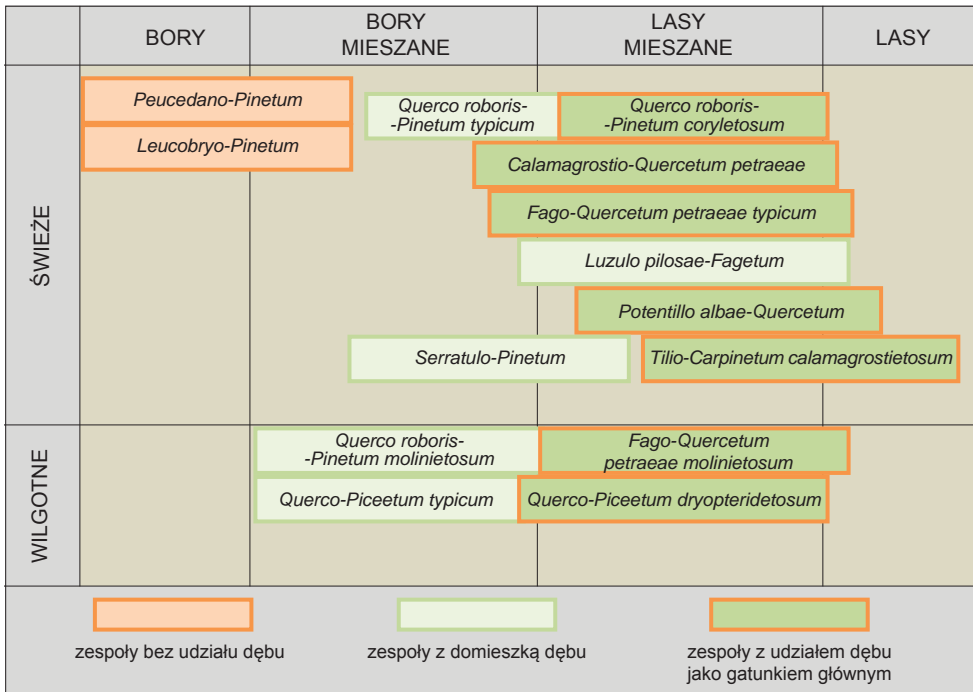 BORY
BORY
MIESZANE
LASY
MIESZANE
LASY
ŚWIEŻE
Peucedano-Pinetum
Leucobryo-Pinetum
Querco roboris-
-Pinetum typicum
Querco roboris-
-Pinetum coryletosum
Calamagrostio-Quercetum petraeae
Fago-Quercetum petraeae typicum
Luzulo pilosae-Fagetum
Potentillo albae-Quercetum
Serratulo-Pinetum
Tilio-Carpinetum calamagrostietosum
WILGOTNE
Querco roboris-
-Pinetum molinietosum
Fago-Quercetum
petraeae molinietosum
Querco-Piceetum typicum
Querco-Piceetum dryopteridetosum
zespoły bez udziału dębu
zespoły z domieszką dębu
zespoły z udziałem dębu
jako gatunkiem głównym